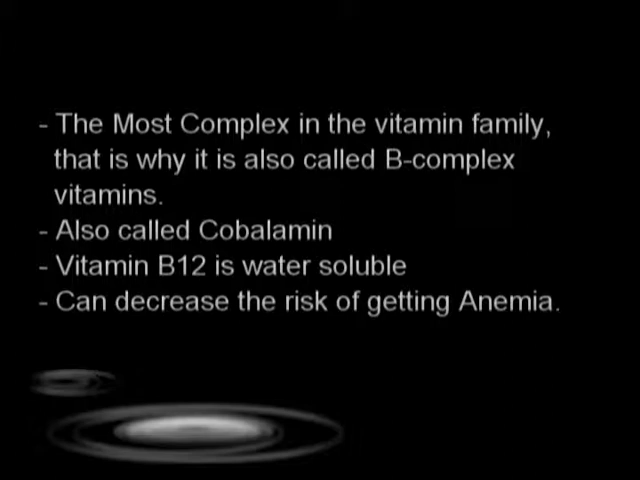 - The Most Complex in the vitamin family,
that is why it is also called B-complex
vitamins.
- Also called Cobalamin
- Vitamin B12 is water soluble
- Can decrease the risk of getting Anemia.